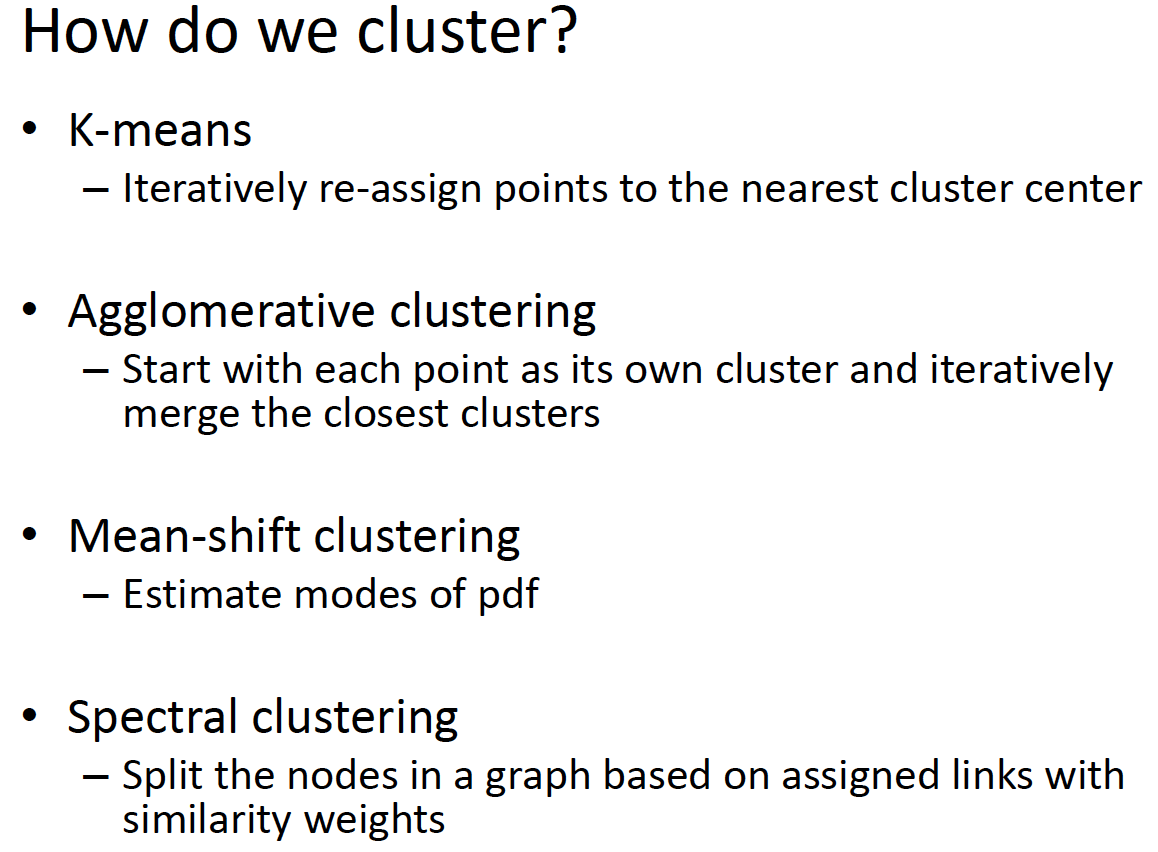 How do we cluster?
• K-means
– Iteratively re-assign points to the nearest cluster center
• Agglomerative clustering
– Start with each point as its own cluster and iteratively
merge the closest clusters
• Mean-shift clustering
– Estimate modes of pdf
• Spectral clustering
– Split the nodes in a graph based on assigned links with
similarity weights